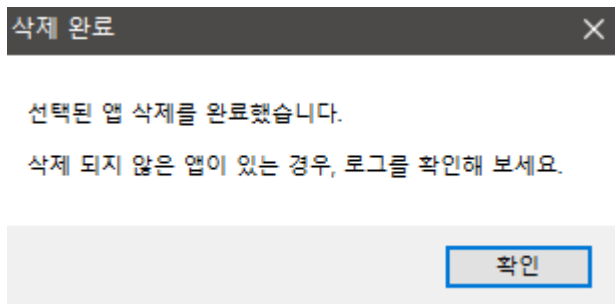 삭제 완료
선택된 앱 삭제를 완료했습니다.
삭제 되지 않은 앱이 있는 경우, 로그를 확인해 보세요.
확인